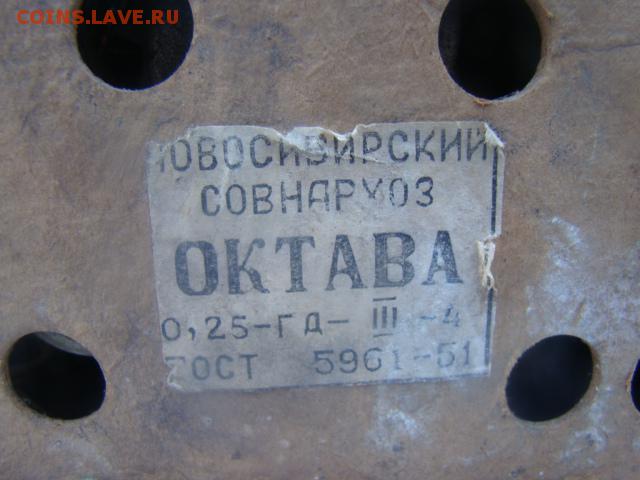 COINS.LAVE.RU
НОВОСИБИРСКИЙ
СОВНАРХОЗ
ОКТАВА
0,25-ГД-III-4
ГОСТ 5961-51